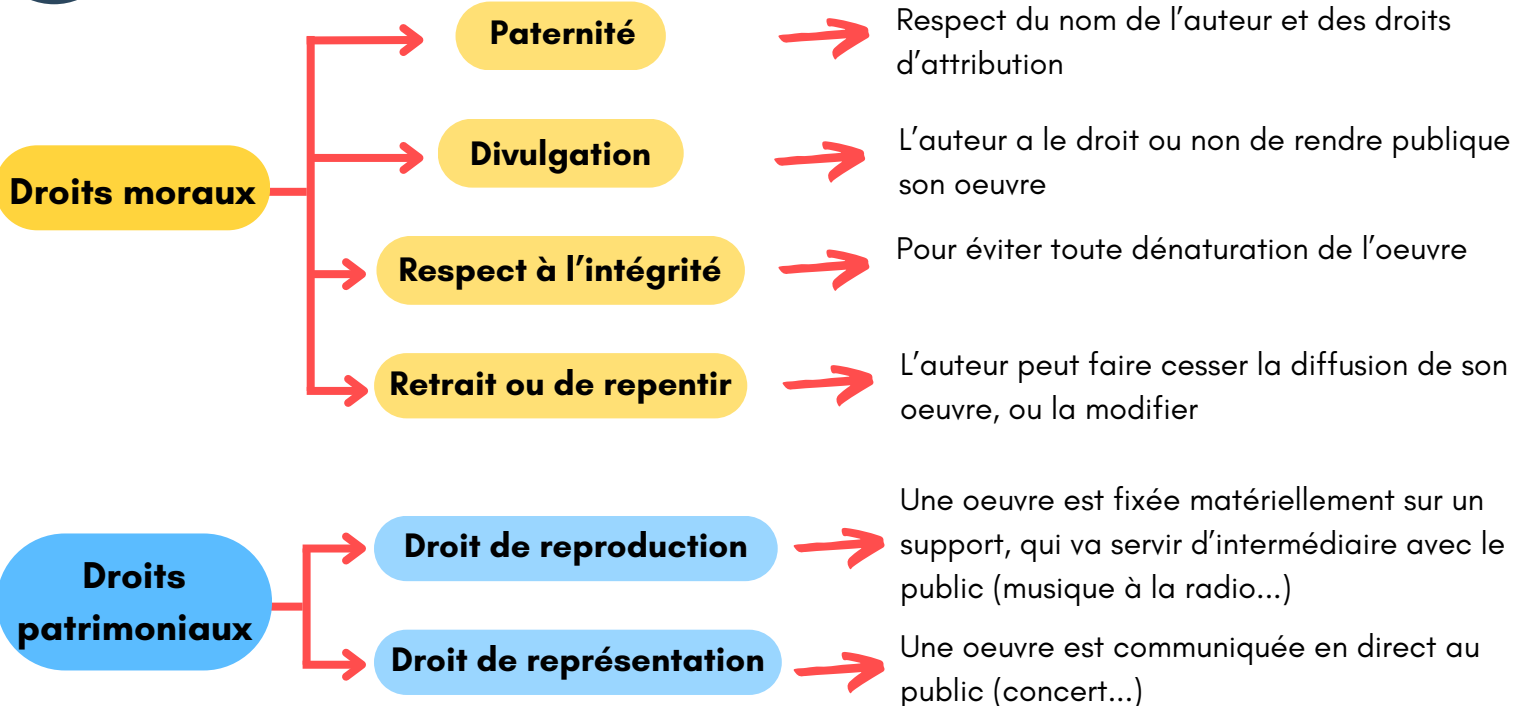 Droits moraux
Paternité
Respect du nom de l'auteur et des droits
d'attribution
Divulgation
L'auteur a le droit ou non de rendre publique
son oeuvre
Respect à l'intégrité
Pour éviter toute dénaturation de l'oeuvre
Retrait ou de repentir
L'auteur peut faire cesser la diffusion de son
oeuvre, ou la modifier
Droits
patrimoniaux
Droit de reproduction
Une oeuvre est fixée matériellement sur un
support, qui va servir d'intermédiaire avec le
public (musique à la radio...)
Droit de représentation
Une oeuvre est communiquée en direct au
public (concert...)